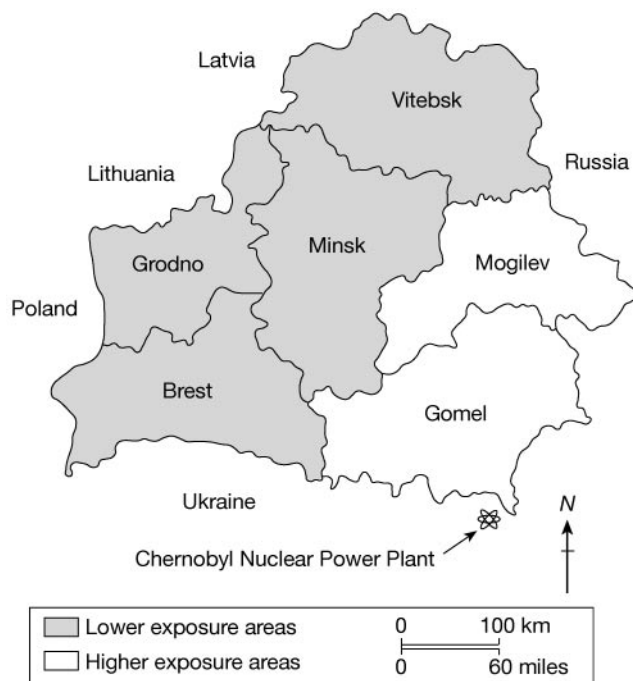 Latvia
Vitebsk
Lithuania
Russia
Minsk
Grodno
Mogilev
Poland
Brest
Gomel
Ukraine
N
Chernobyl Nuclear Power Plant
Lower exposure areas
0 100 km
Higher exposure areas
0 60 miles